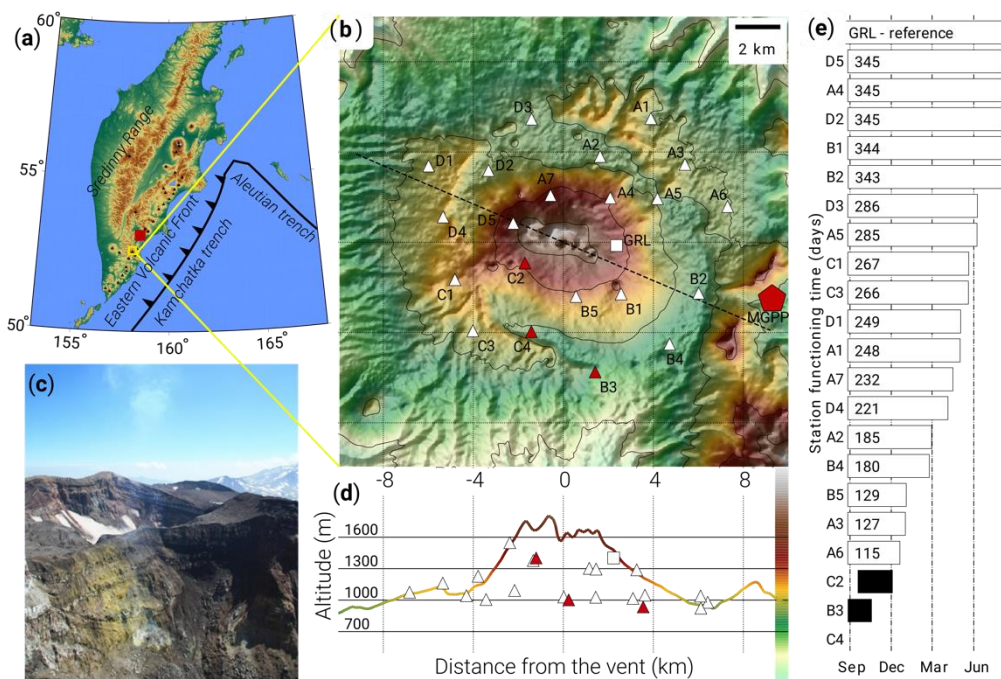 (a)
60°
55°
50°
155°
160°
165°
Sredinny Range
Eastern Volcanic Front
Kamchatka trench
Aleutian trench
(b)
2 km
D3
A1
A2
A3
D1
D2
A7
A4
A5
A6
D5
D4
GRL
C2
B2
C1
B5
B1
MGPP
C3
C4
B4
B3
(c)
(d)
-8
-4
0
4
8
Altitude (m)
1600
1300
1000
700
Distance from the vent (km)
(e)
Station functioning time (days)
GRL - reference
D5 345
A4 345
D2 345
B1 344
B2 343
D3 286
A5 285
C1 267
C3 266
D1 249
A1 248
A7 232
D4 221
A2 185
B4 180
B5 129
A3 127
A6 115
C2
B3
C4
Sep Dec Mar Jun